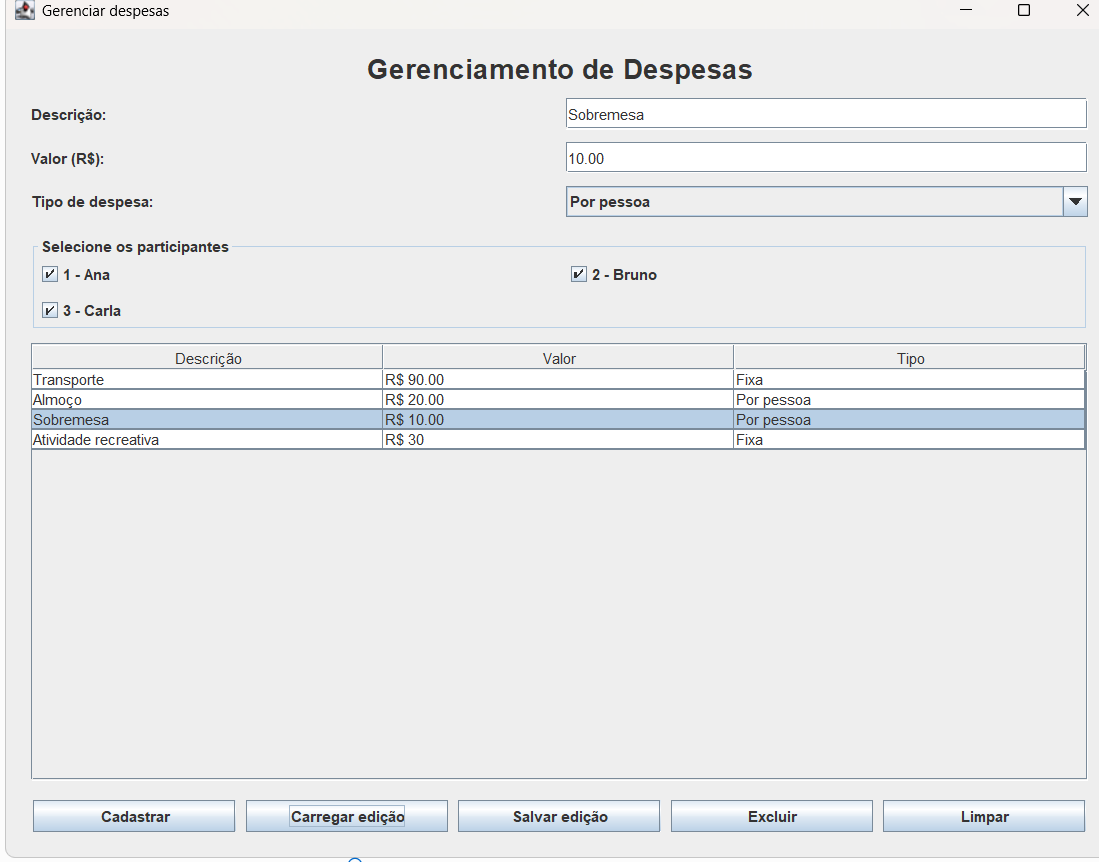 Gerenciar despesas
Gerenciamento de Despesas
Descrição: Sobremesa
Valor (R$): 10.00
Tipo de despesa: Por pessoa
Selecione os participantes
1 - Ana 2 - Bruno
3 - Carla
Descrição Valor Tipo
Transporte R$ 90.00 Fixa
Almoço R$ 20.00 Por pessoa
Sobremesa R$ 10.00 Por pessoa
Atividade recreativa R$ 30 Fixa
Cadastrar Carregar edição Salvar edição Excluir Limpar